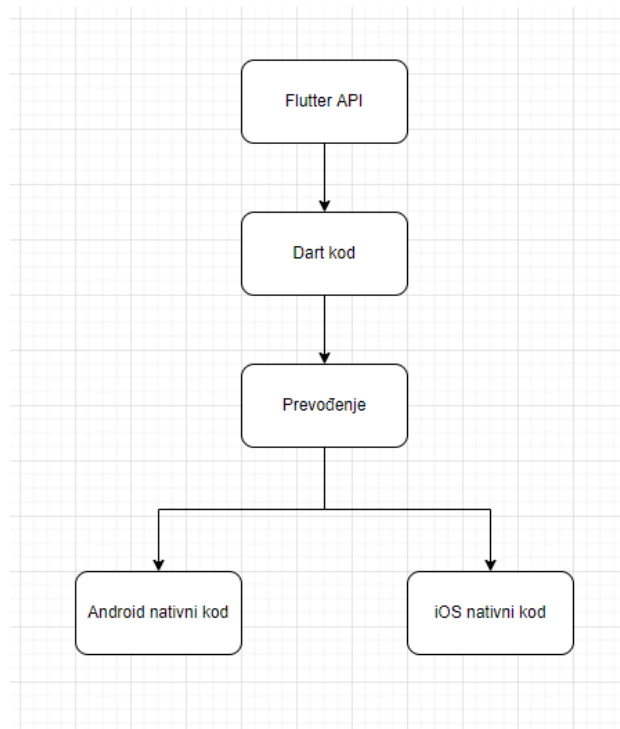 Flutter API
Dart kod
Prevođenje
Android nativni kod
iOS nativni kod